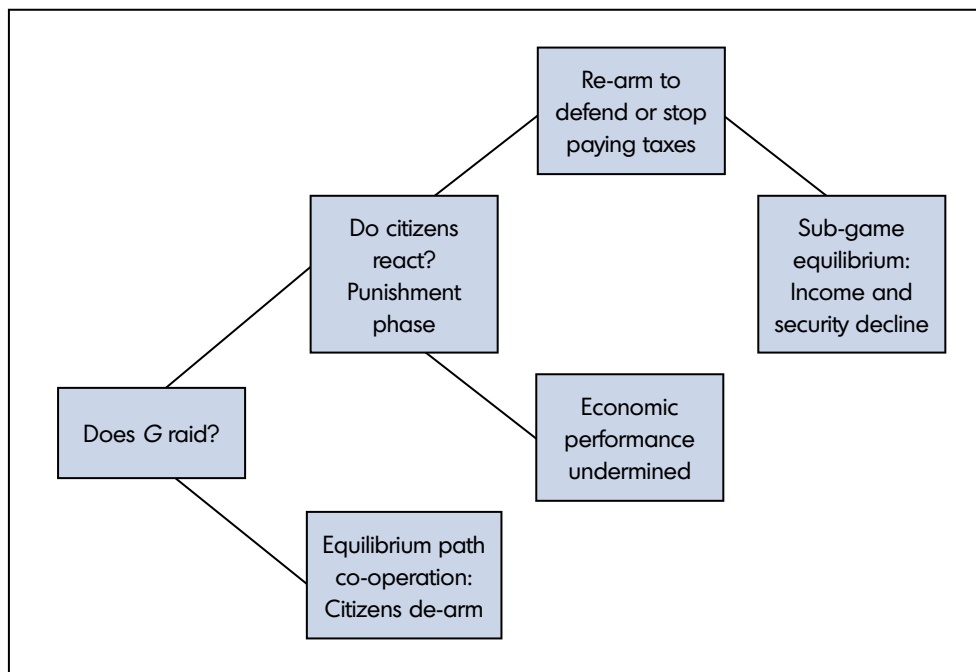 Re-arm to
defend or stop
paying taxes
Do citizens
react?
Punishment
phase
Sub-game
equilibrium:
Income and
security decline
Does G raid?
Economic
performance
undermined
Equilibrium path
co-operation:
Citizens de-arm